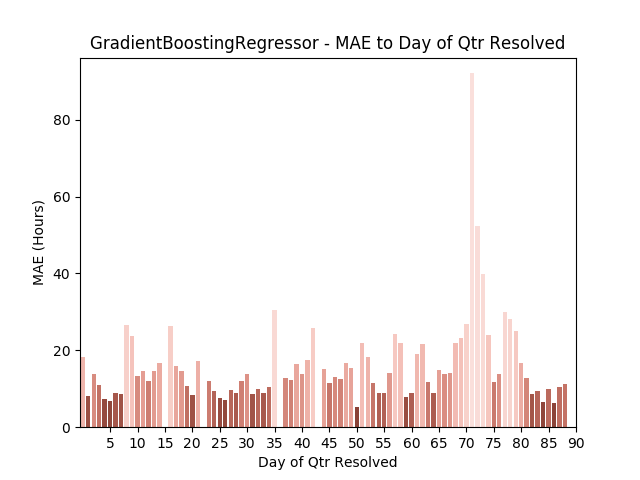 GradientBoostingRegressor - MAE to Day of Qtr Resolved
MAE (Hours)
80
60
40
20
0
5 10 15 20 25 30 35 40 45 50 55 60 65 70 75 80 85 90
Day of Qtr Resolved